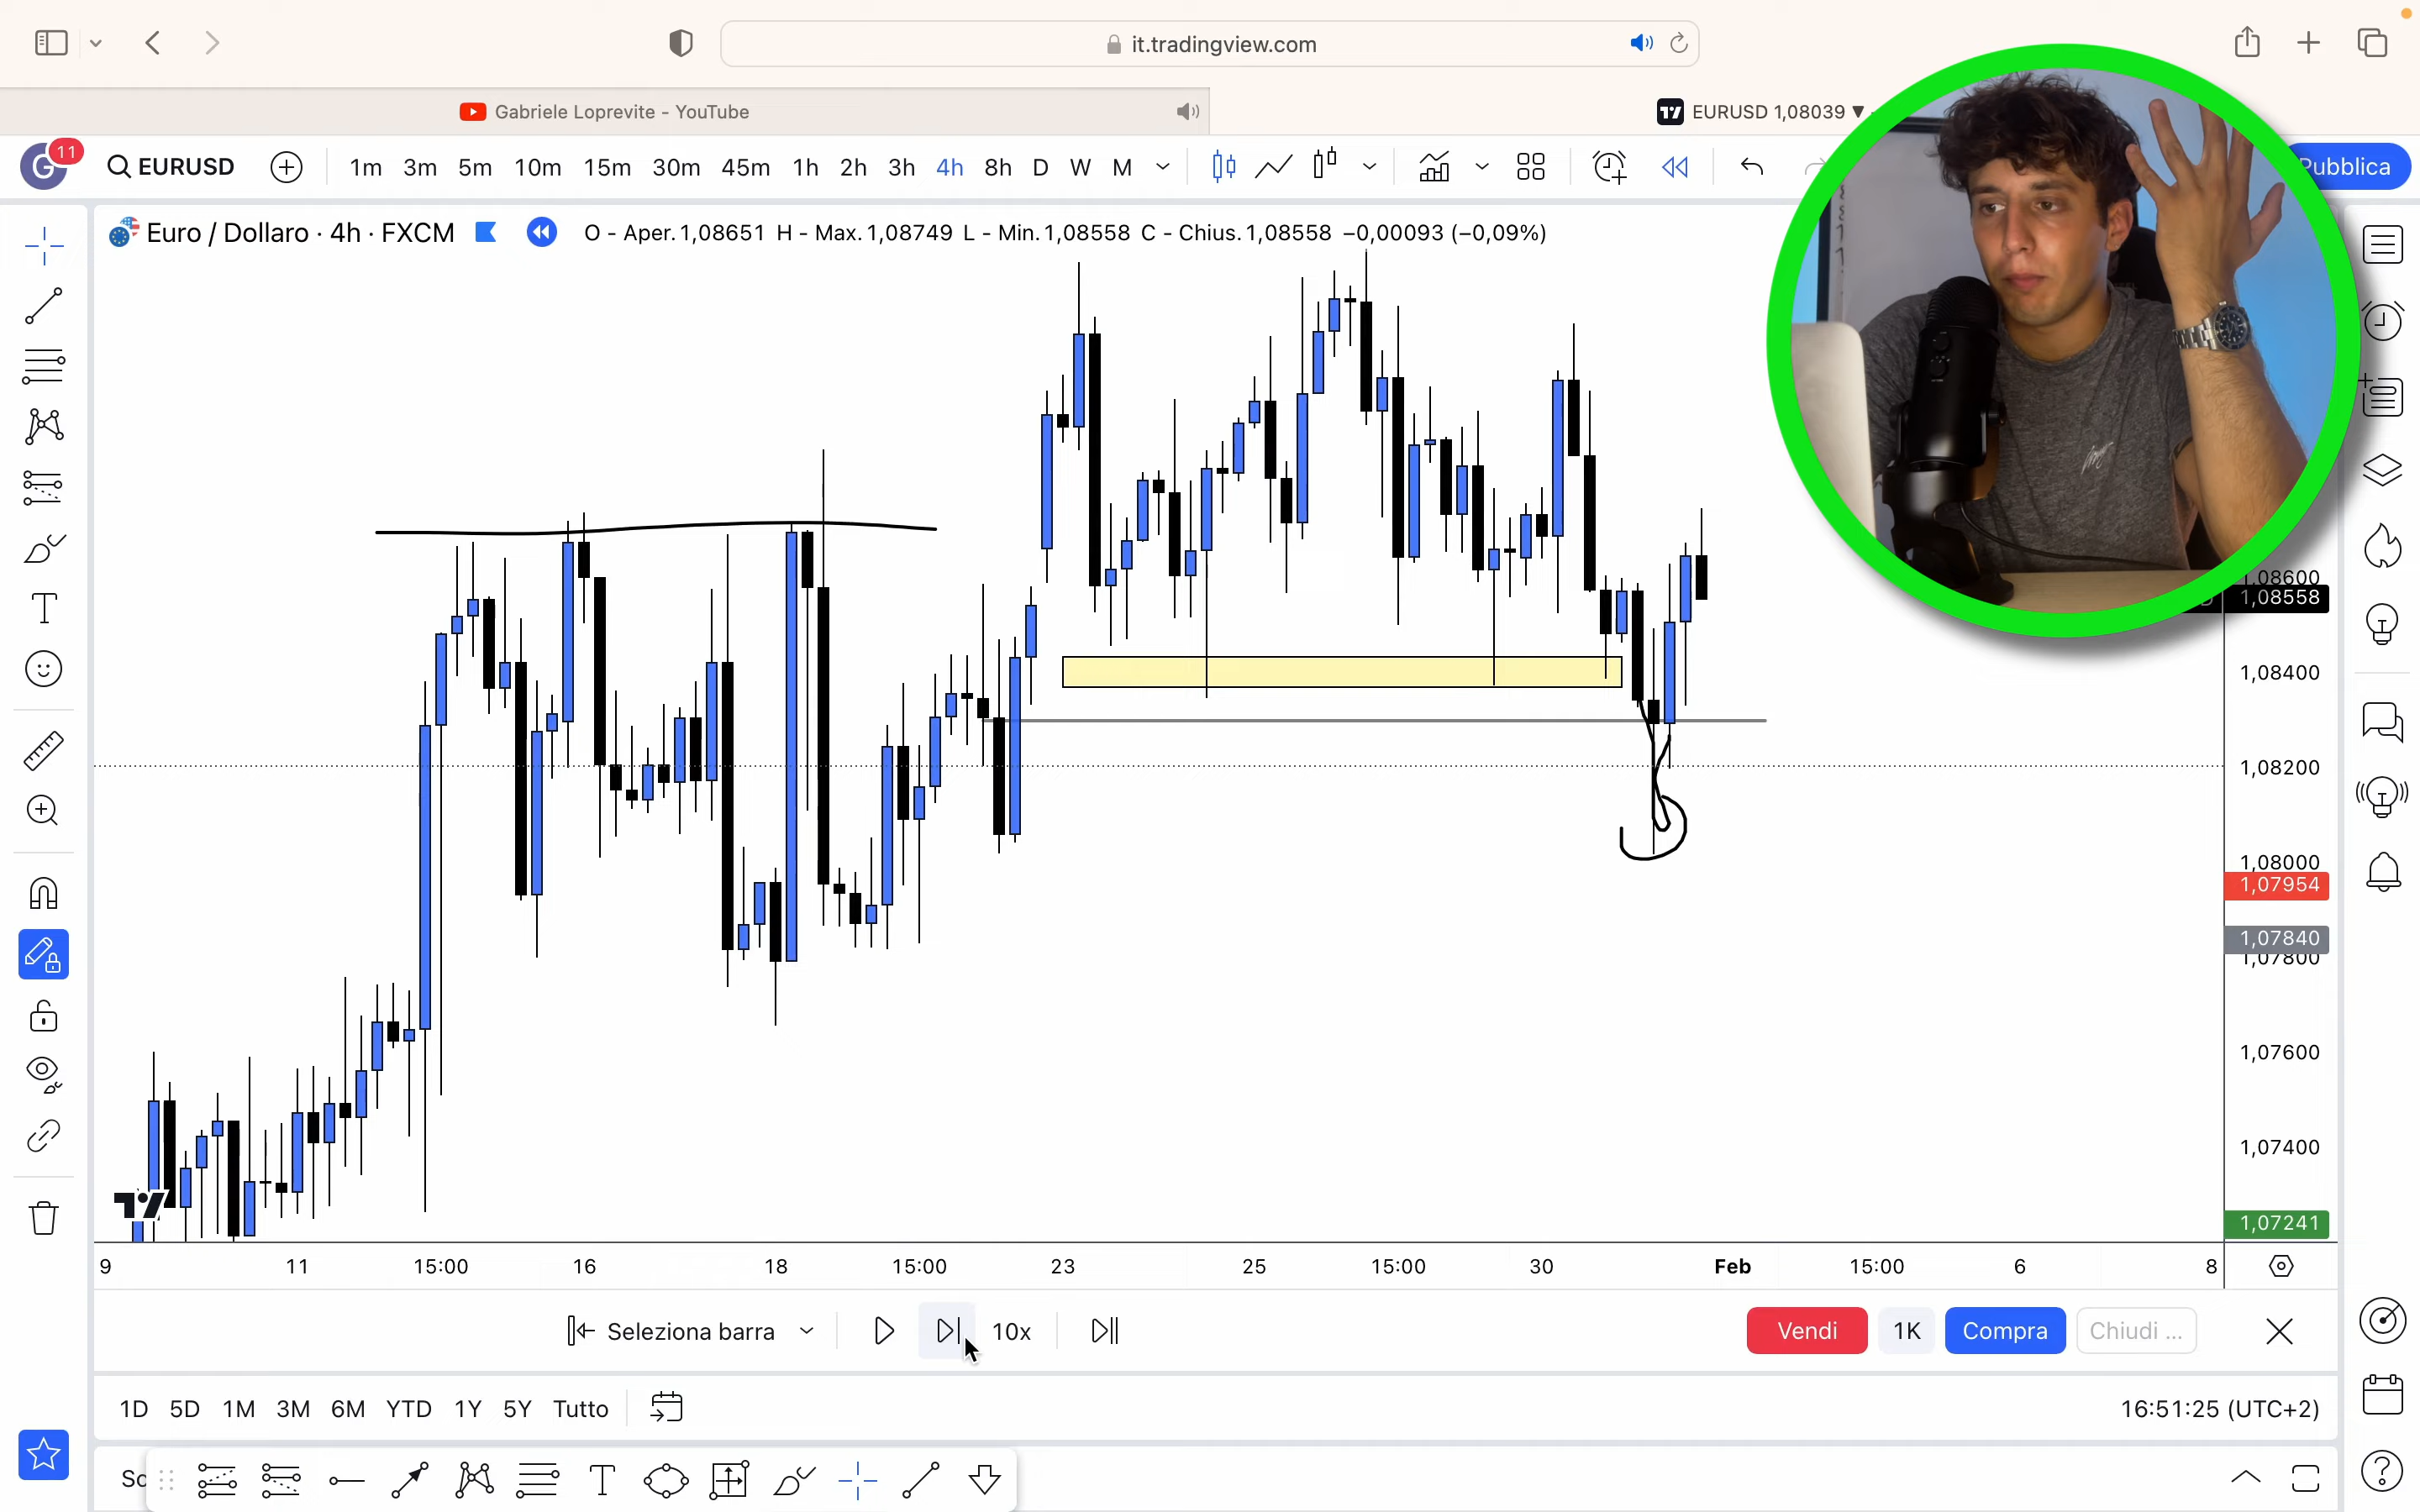 it.tradingview.com
Gabriele Loprevite - YouTube
EURUSD 1,08039 ▼
G 11
EURUSD
1m 3m 5m 10m 15m 30m 45m 1h 2h 3h 4h 8h D W M
Pubblica
Euro / Dollaro · 4h · FXCM
O - Aper. 1,08651 H - Max. 1,08749 L - Min. 1,08558 C - Chius. 1,08558 −0,00093 (−0,09%)
1,08600
1,08558
1,08400
1,08200
1,08000
1,07954
1,07840
1,07800
1,07600
1,07400
1,07241
9 11 15:00 16 18 15:00 23 25 15:00 30 Feb 15:00 6 8
Seleziona barra 10x Vendi 1K Compra Chiudi ...
1D 5D 1M 3M 6M YTD 1Y 5Y Tutto 16:51:25 (UTC+2)